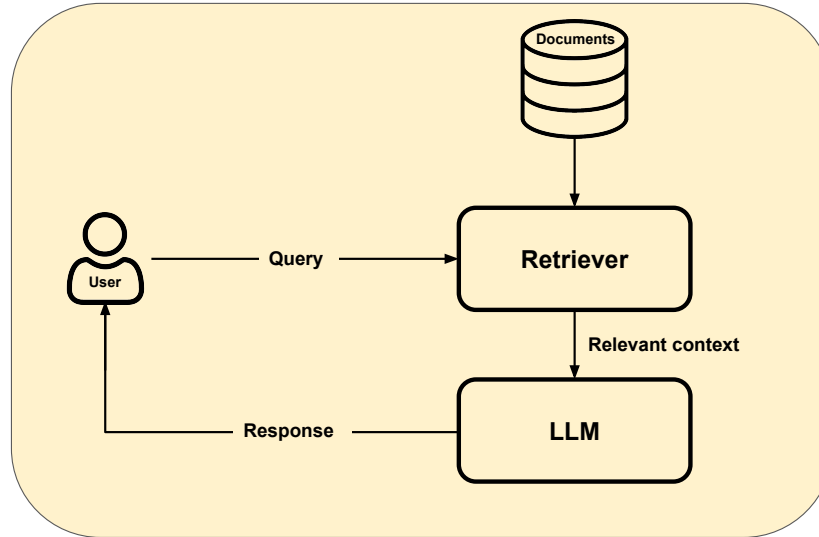 Documents
Query
Retriever
User
Relevant context
Response
LLM